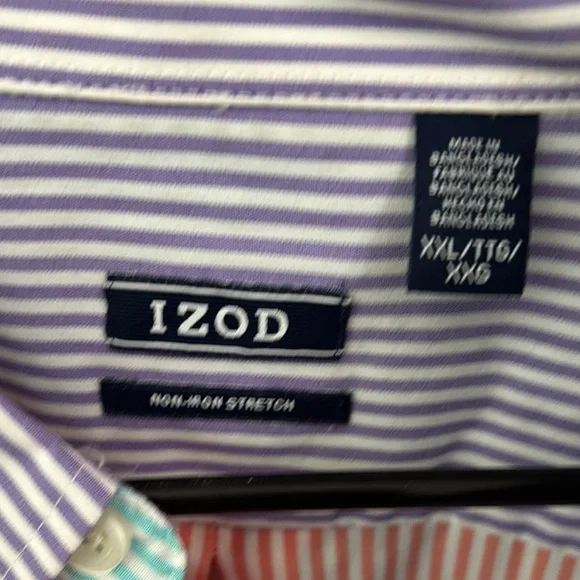 MADE IN
BANGLADESH/
FABRIQUÉ AU
BANGLADESH/
HECHO EN
BANGLADESH
XXL/TTG/
XXG
IZOD
NON-IRON STRETCH